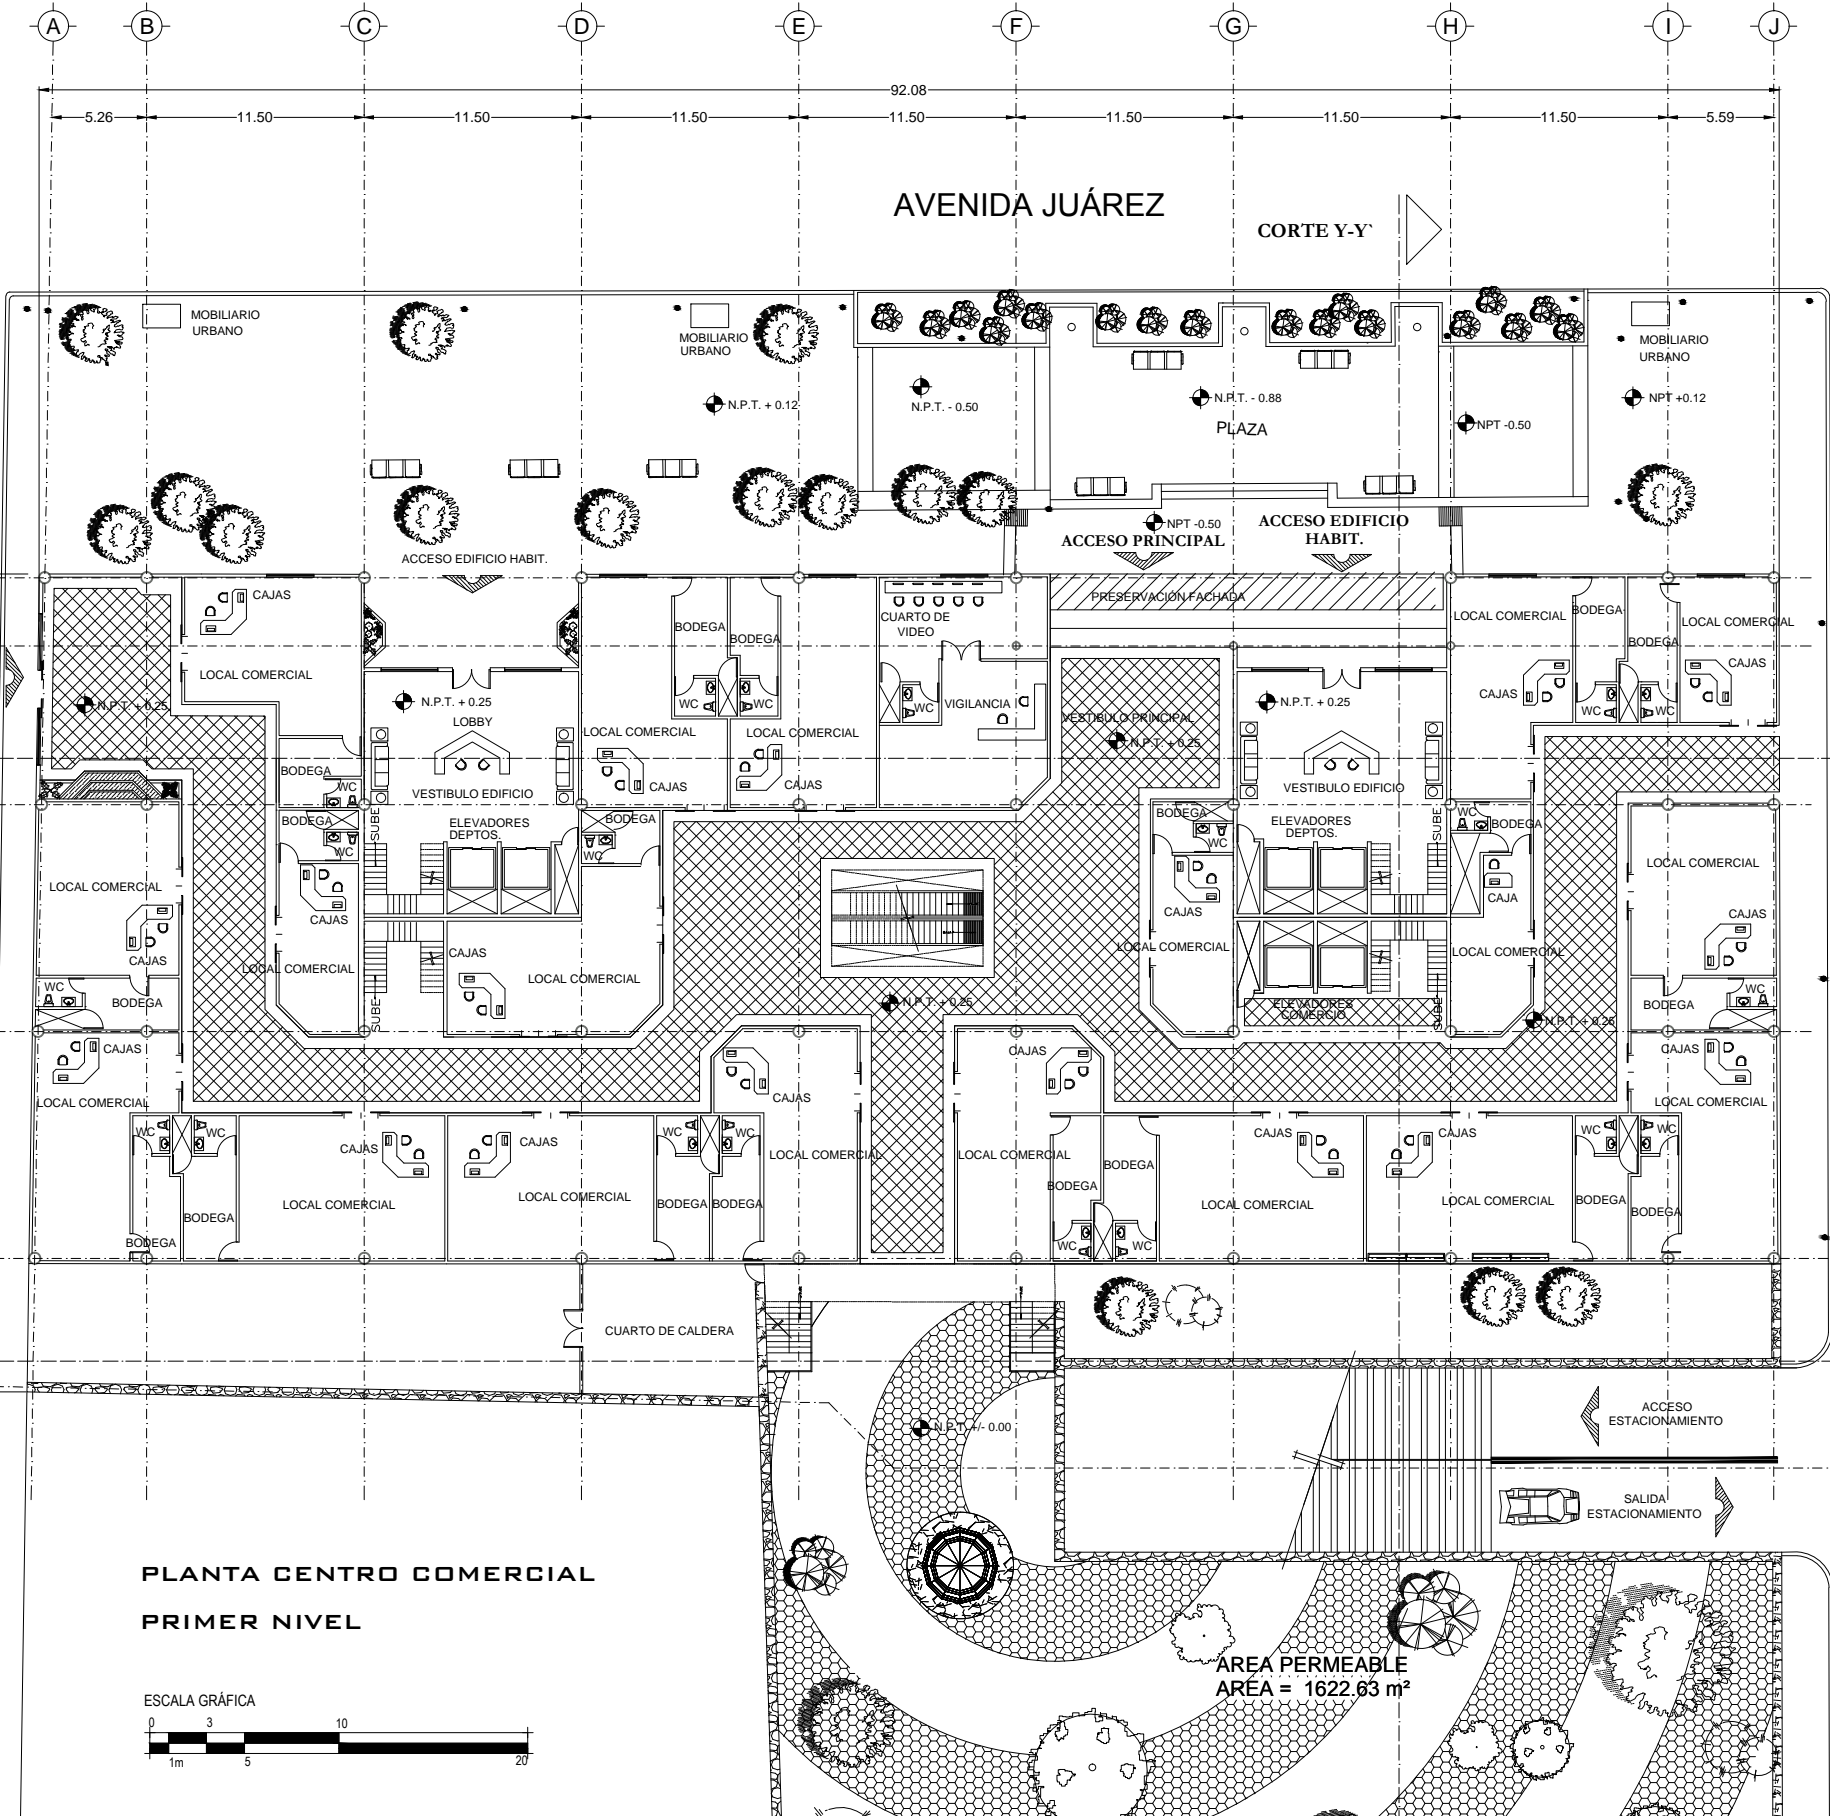 A B C D E F G H I J
92.08
5.26 11.50 11.50 11.50 11.50 11.50 11.50 11.50 5.59
AVENIDA JUÁREZ
CORTE Y-Y`
MOBILIARIO
URBANO
MOBILIARIO
URBANO
MOBILIARIO
URBANO
N.P.T. + 0.12
N.P.T. - 0.50
N.P.T. - 0.88
PLAZA
NPT -0.50
NPT +0.12
NPT -0.50
ACCESO PRINCIPAL
ACCESO EDIFICIO
HABIT.
ACCESO EDIFICIO HABIT.
CAJAS
LOCAL COMERCIAL
N.P.T. + 0.25
BODEGA
WC
N.P.T. + 0.25
LOBBY
VESTIBULO EDIFICIO
ELEVADORES
DEPTOS.
SUBE
BODEGA
BODEGA
WC
WC
LOCAL COMERCIAL
CAJAS
LOCAL COMERCIAL
CAJAS
CUARTO DE
VIDEO
WC
VIGILANCIA
PRESERVACIÓN FACHADA
VESTIBULO PRINCIPAL
N.P.T. + 0.25
N.P.T. + 0.25
VESTIBULO EDIFICIO
ELEVADORES
DEPTOS.
SUBE
LOCAL COMERCIAL
BODEGA
BODEGA
LOCAL COMERCIAL
CAJAS
CAJAS
WC
WC
BODEGA
WC
CAJAS
LOCAL COMERCIAL
BODEGA
WC
LOCAL COMERCIAL
CAJAS
WC
BODEGA
SUBE
CAJAS
LOCAL COMERCIAL
N.P.T. + 0.25
BODEGA
WC
CAJAS
LOCAL COMERCIAL
ELEVADORES
COMERCIO
SUBE
WC
BODEGA
CAJA
LOCAL COMERCIAL
N.P.T. + 0.25
LOCAL COMERCIAL
CAJAS
WC
BODEGA
CAJAS
LOCAL COMERCIAL
WC
WC
BODEGA
BODEGA
CAJAS
LOCAL COMERCIAL
CAJAS
LOCAL COMERCIAL
WC
WC
BODEGA
BODEGA
CAJAS
LOCAL COMERCIAL
CAJAS
LOCAL COMERCIAL
BODEGA
BODEGA
WC
WC
CAJAS
LOCAL COMERCIAL
CAJAS
LOCAL COMERCIAL
WC
WC
BODEGA
BODEGA
CAJAS
LOCAL COMERCIAL
CUARTO DE CALDERA
N.P.T. +/- 0.00
ACCESO
ESTACIONAMIENTO
SALIDA
ESTACIONAMIENTO
PLANTA CENTRO COMERCIAL
PRIMER NIVEL
AREA PERMEABLE
AREA = 1622.63 m²
ESCALA GRÁFICA
0 3 10
1m 5 20